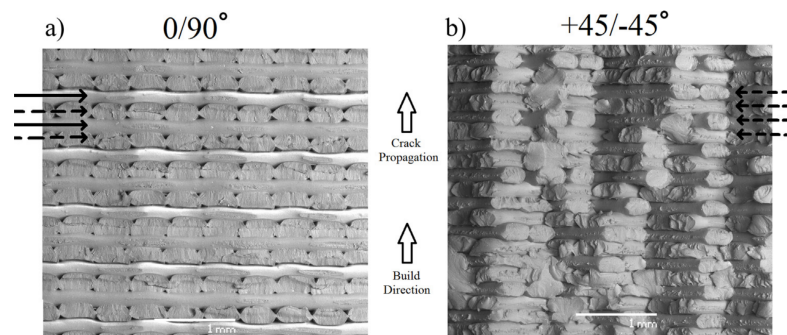 a)
0/90°
b)
+45/-45°
Crack
Propagation
Build
Direction
1 mm
1 mm